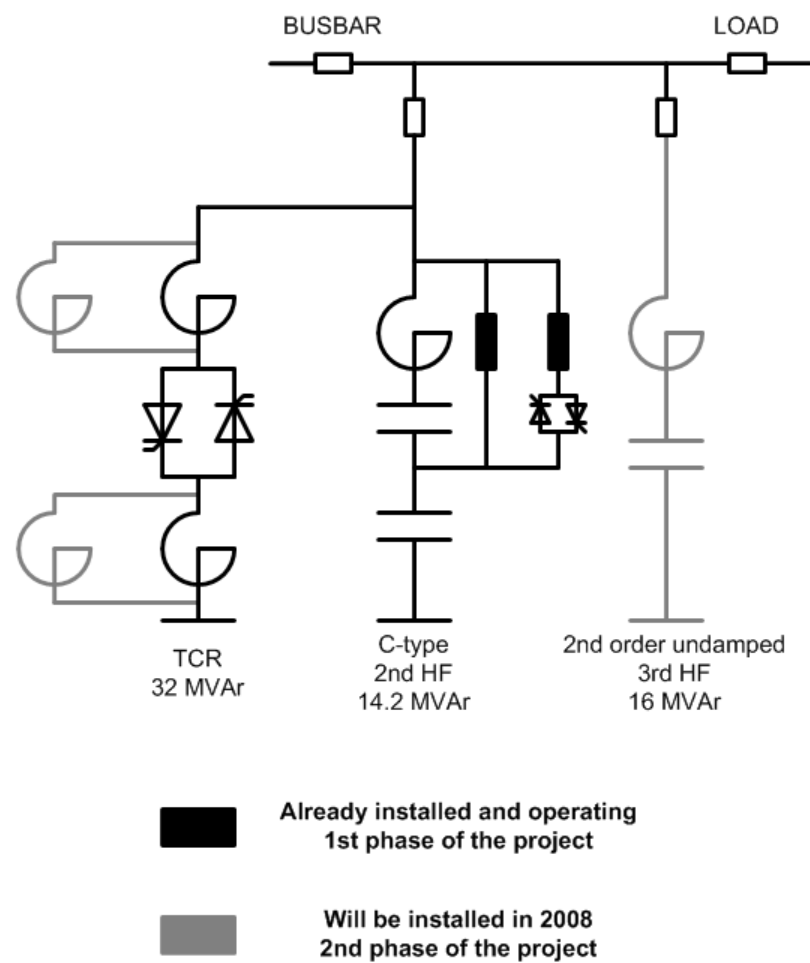 BUSBAR
LOAD
TCR
32 MVAr
C-type
2nd HF
14.2 MVAr
2nd order undamped
3rd HF
16 MVAr
Already installed and operating
1st phase of the project
Will be installed in 2008
2nd phase of the project